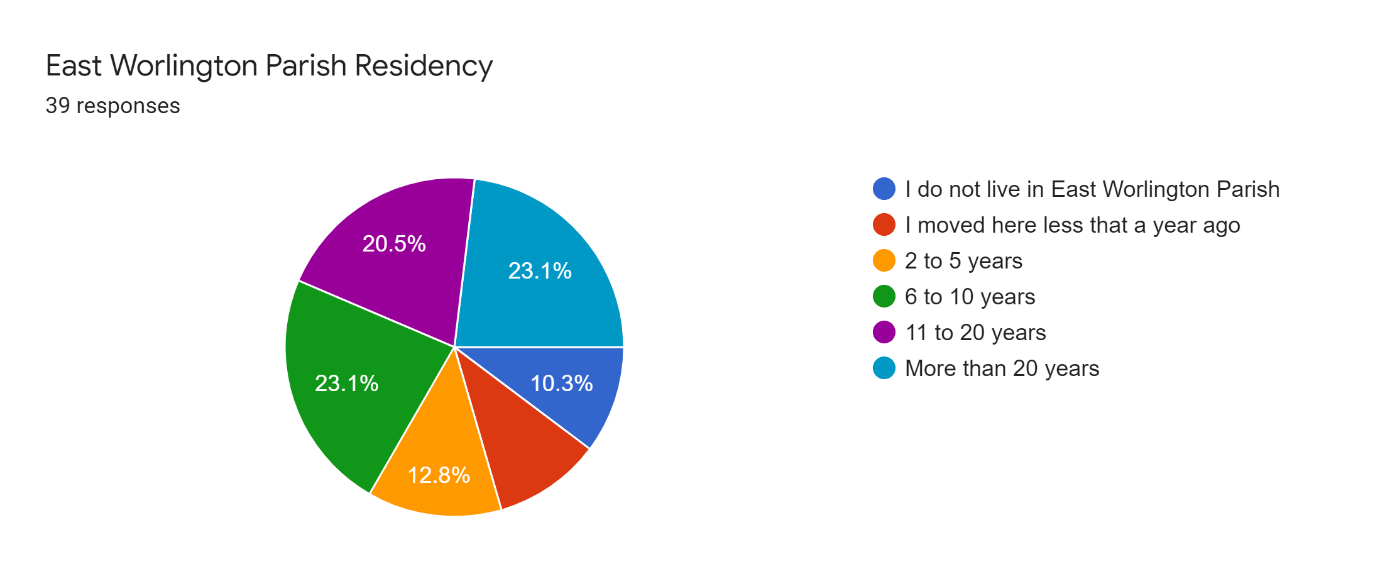 East Worlington Parish Residency
39 responses
20.5%
23.1%
23.1%
10.3%
12.8%
I do not live in East Worlington Parish
I moved here less that a year ago
2 to 5 years
6 to 10 years
11 to 20 years
More than 20 years